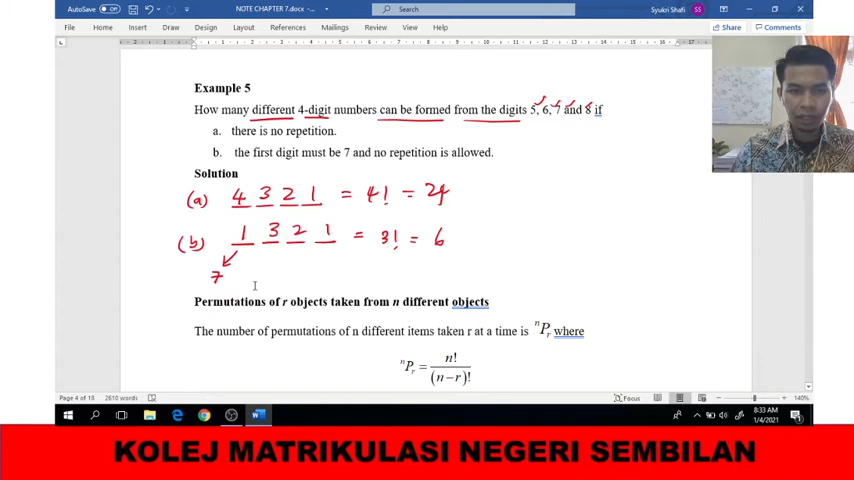 AutoSave Off NOTE CHAPTER 7.docx... Search Syukri Shafi SS
File Home Insert Draw Design Layout References Mailings Review View Help Share Comments
Example 5
How many different 4-digit numbers can be formed from the digits 5, 6, 7 and 8 if
a. there is no repetition.
b. the first digit must be 7 and no repetition is allowed.
Solution
(a) 4 3 2 1 = 4! = 24
(b) 1 3 2 1 = 3! = 6
7
Permutations of r objects taken from n different objects
The number of permutations of n different items taken r at a time is ⁿPᵣ where
ⁿPᵣ = n! / (n−r)!
Page 4 of 18 2610 words Focus 140%
8:33 AM
1/4/2021
KOLEJ MATRIKULASI NEGERI SEMBILAN